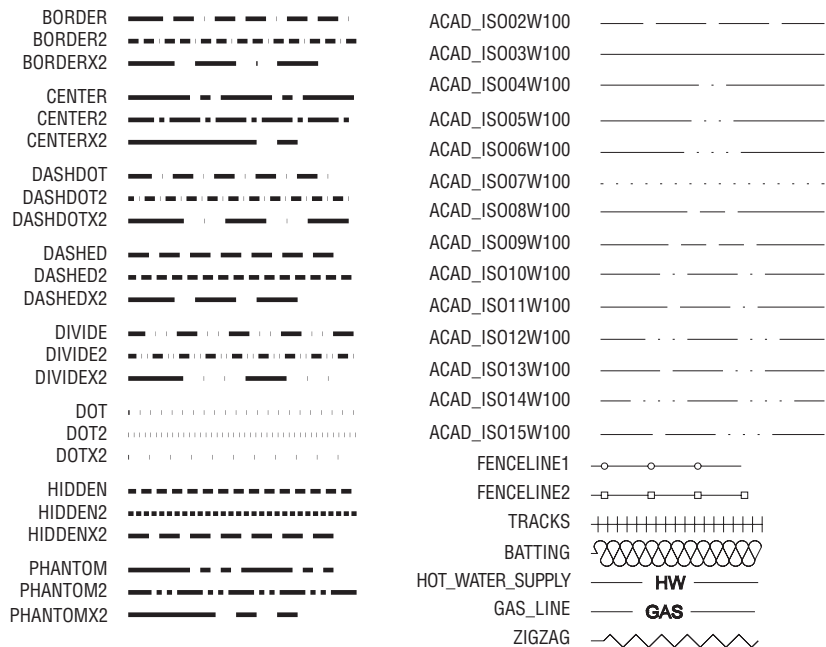 BORDER
BORDER2
BORDERX2
CENTER
CENTER2
CENTERX2
DASHDOT
DASHDOT2
DASHDOTX2
DASHED
DASHED2
DASHEDX2
DIVIDE
DIVIDE2
DIVIDEX2
DOT
DOT2
DOTX2
HIDDEN
HIDDEN2
HIDDENX2
PHANTOM
PHANTOM2
PHANTOMX2
ACAD_ISO02W100
ACAD_ISO03W100
ACAD_ISO04W100
ACAD_ISO05W100
ACAD_ISO06W100
ACAD_ISO07W100
ACAD_ISO08W100
ACAD_ISO09W100
ACAD_ISO10W100
ACAD_ISO11W100
ACAD_ISO12W100
ACAD_ISO13W100
ACAD_ISO14W100
ACAD_ISO15W100
FENCELINE1
FENCELINE2
TRACKS
BATTING
HOT_WATER_SUPPLY HW
GAS_LINE GAS
ZIGZAG